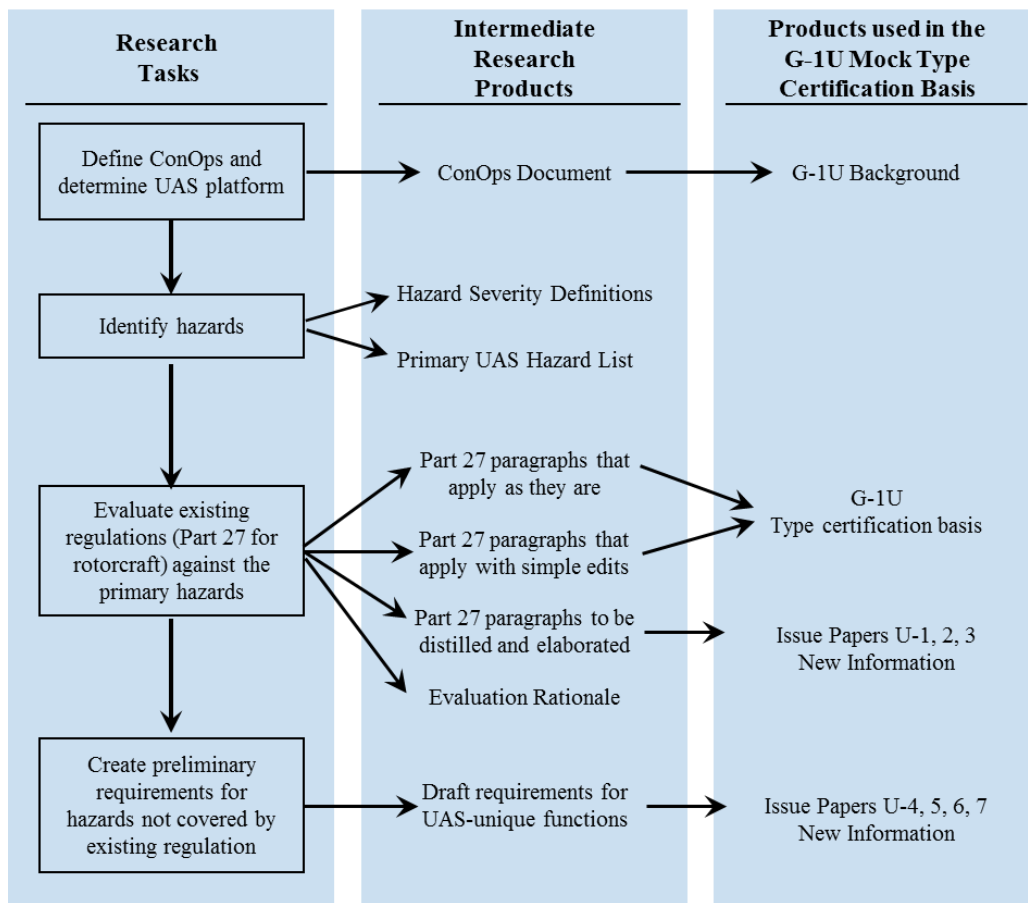 Research
Tasks
Intermediate
Research
Products
Products used in the
G-1U Mock Type
Certification Basis
Define ConOps and
determine UAS platform
ConOps Document
G-1U Background
Identify hazards
Hazard Severity Definitions
Primary UAS Hazard List
Evaluate existing
regulations (Part 27 for
rotorcraft) against the
primary hazards
Part 27 paragraphs that
apply as they are
Part 27 paragraphs that
apply with simple edits
Part 27 paragraphs to be
distilled and elaborated
Evaluation Rationale
G-1U
Type certification basis
Issue Papers U-1, 2, 3
New Information
Create preliminary
requirements for
hazards not covered by
existing regulation
Draft requirements for
UAS-unique functions
Issue Papers U-4, 5, 6, 7
New Information